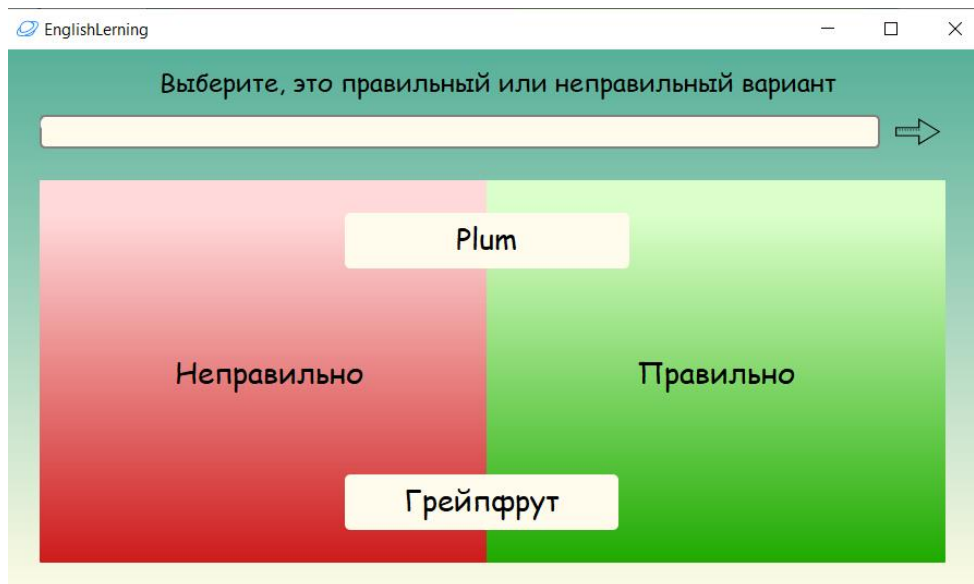 EnglishLerning
Выберите, это правильный или неправильный вариант
Plum
Неправильно
Правильно
Грейпфрут